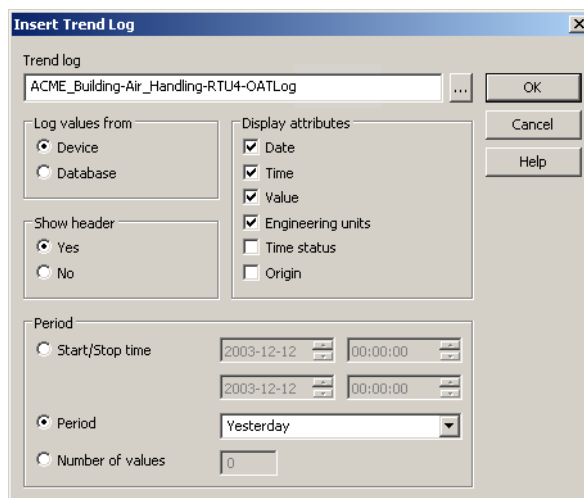 Insert Trend Log
Trend log
ACME_Building-Air_Handling-RTU4-OATLog
...
OK
Cancel
Help
Log values from
Device
Database
Display attributes
Date
Time
Value
Engineering units
Time status
Origin
Show header
Yes
No
Period
Start/Stop time
2003-12-12
00:00:00
2003-12-12
00:00:00
Period
Yesterday
Number of values
0